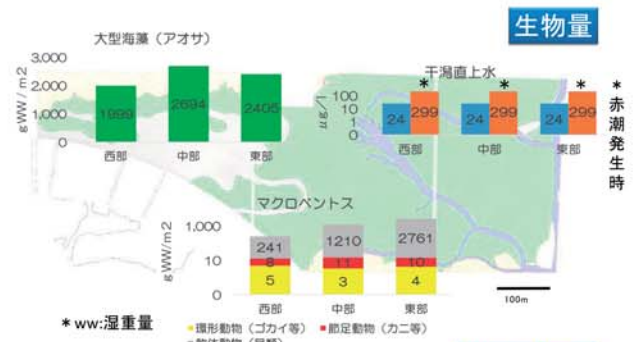 生物量
大型海藻（アオサ）
gWW/m2
3,000
2,000
1,000
0
1999
2694
2405
西部
中部
東部
干潟直上水
μg/l
100
10
1
0
24
299
*
24
299
*
24
299
*
西部
中部
東部
*赤潮発生時
マクロベントス
gWW/m2
1,000
10
0
241
8
5
1210
11
3
2761
10
4
西部
中部
東部
100m
*ww:湿重量
環形動物（ゴカイ等）
節足動物（カニ等）